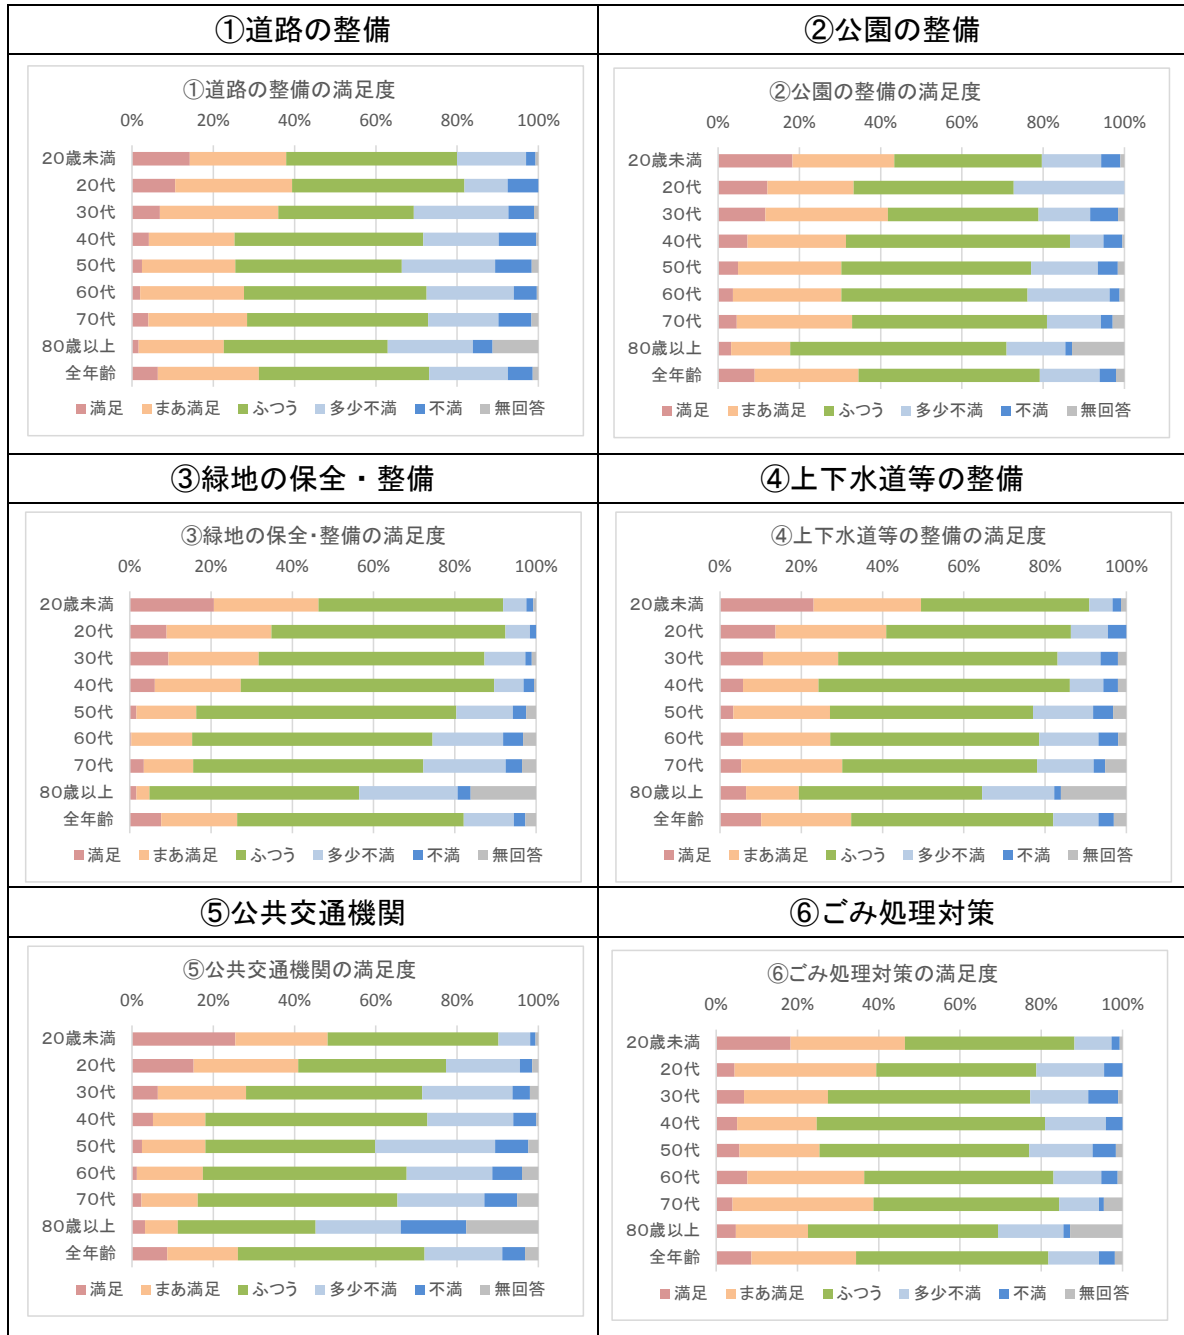 ①道路の整備
②公園の整備
①道路の整備の満足度
0% 20% 40% 60% 80% 100%
20歳未満
20代
30代
40代
50代
60代
70代
80歳以上
全年齢
満足 まあ満足 ふつう 多少不満 不満 無回答
②公園の整備の満足度
0% 20% 40% 60% 80% 100%
20歳未満
20代
30代
40代
50代
60代
70代
80歳以上
全年齢
満足 まあ満足 ふつう 多少不満 不満 無回答
③緑地の保全・整備
④上下水道等の整備
③緑地の保全・整備の満足度
0% 20% 40% 60% 80% 100%
20歳未満
20代
30代
40代
50代
60代
70代
80歳以上
全年齢
満足 まあ満足 ふつう 多少不満 不満 無回答
④上下水道等の整備の満足度
0% 20% 40% 60% 80% 100%
20歳未満
20代
30代
40代
50代
60代
70代
80歳以上
全年齢
満足 まあ満足 ふつう 多少不満 不満 無回答
⑤公共交通機関
⑥ごみ処理対策
⑤公共交通機関の満足度
0% 20% 40% 60% 80% 100%
20歳未満
20代
30代
40代
50代
60代
70代
80歳以上
全年齢
満足 まあ満足 ふつう 多少不満 不満 無回答
⑥ごみ処理対策の満足度
0% 20% 40% 60% 80% 100%
20歳未満
20代
30代
40代
50代
60代
70代
80歳以上
全年齢
満足 まあ満足 ふつう 多少不満 不満 無回答